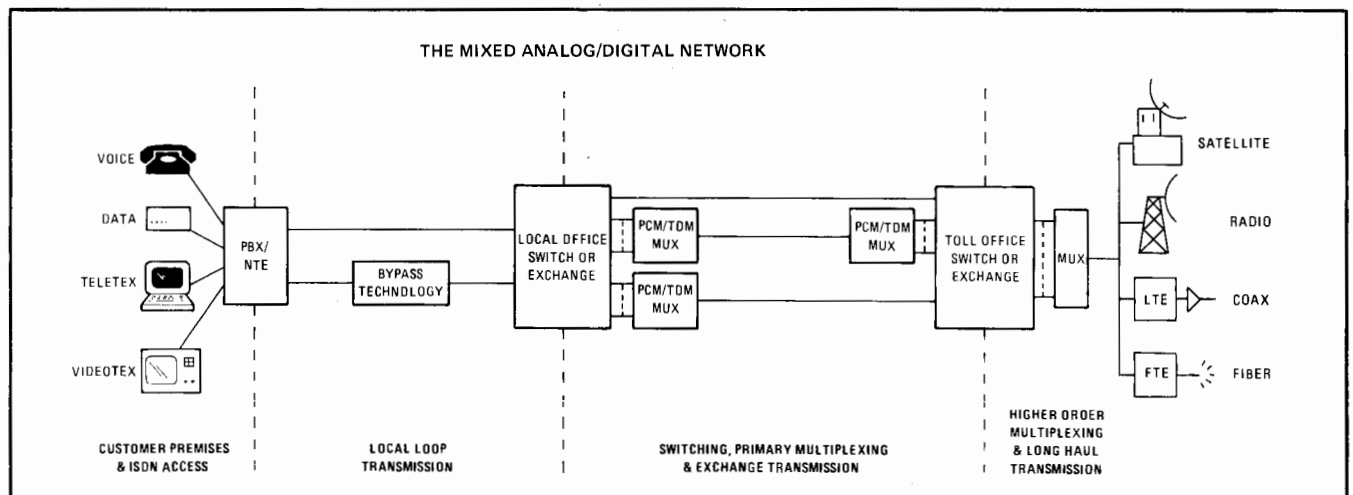 THE MIXED ANALOG/DIGITAL NETWORK
VOICE
DATA
TELETEX
VIDEOTEX
PBX/
NTE
BYPASS
TECHNOLOGY
LOCAL OFFICE
SWITCH OR
EXCHANGE
PCM/TDM
MUX
PCM/TDM
MUX
PCM/TDM
MUX
TOLL OFFICE
SWITCH OR
EXCHANGE
MUX
SATELLITE
RADIO
LTE
COAX
FTE
FIBER
CUSTOMER PREMISES
& ISDN ACCESS
LOCAL LOOP
TRANSMISSION
SWITCHING, PRIMARY MULTIPLEXING
& EXCHANGE TRANSMISSION
HIGHER ORDER
MULTIPLEXING
& LONG HAUL
TRANSMISSION